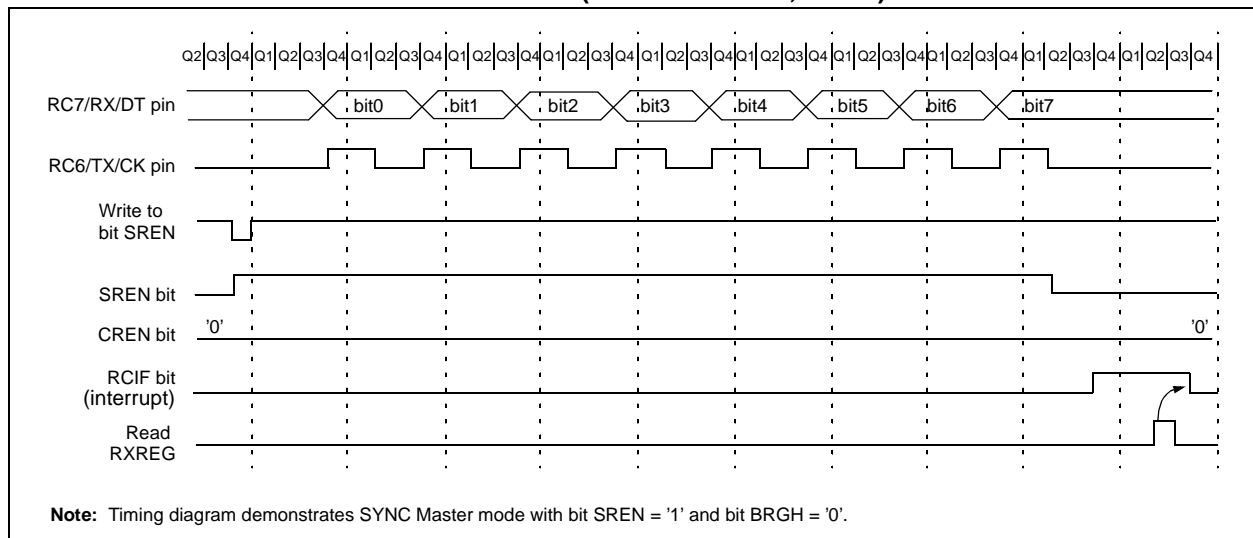 Q2 Q3 Q4 Q1 Q2 Q3 Q4 Q1 Q2 Q3 Q4 Q1 Q2 Q3 Q4 Q1 Q2 Q3 Q4 Q1 Q2 Q3 Q4 Q1 Q2 Q3 Q4 Q1 Q2 Q3 Q4 Q1 Q2 Q3 Q4 Q1 Q2 Q3 Q4 Q1 Q2 Q3 Q4
RC7/RX/DT pin bit0 bit1 bit2 bit3 bit4 bit5 bit6 bit7
RC6/TX/CK pin
Write to
bit SREN
SREN bit
CREN bit '0' '0'
RCIF bit
(interrupt)
Read
RXREG
Note: Timing diagram demonstrates SYNC Master mode with bit SREN = '1' and bit BRGH = '0'.